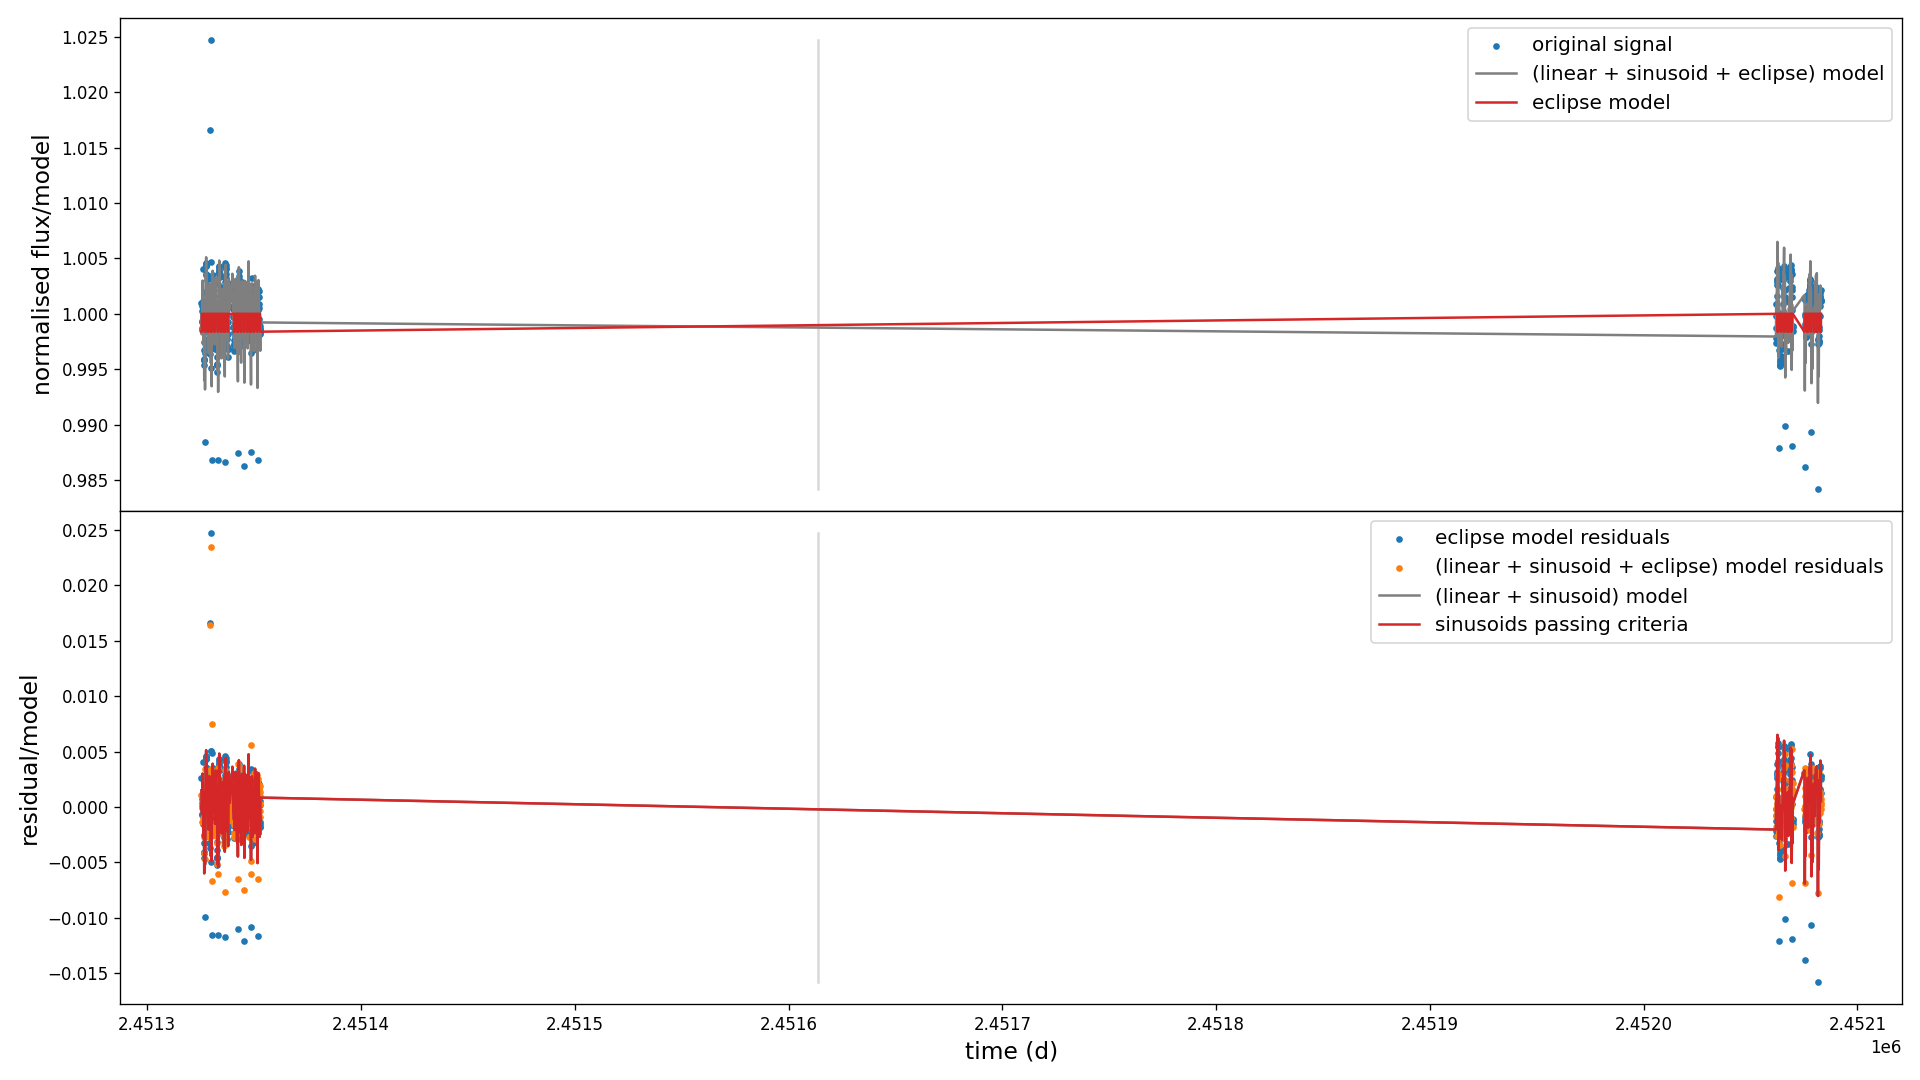 normalised flux/model
1.025
1.020
1.015
1.010
1.005
1.000
0.995
0.990
0.985
original signal
(linear + sinusoid + eclipse) model
eclipse model
residual/model
0.025
0.020
0.015
0.010
0.005
0.000
−0.005
−0.010
−0.015
eclipse model residuals
(linear + sinusoid + eclipse) model residuals
(linear + sinusoid) model
sinusoids passing criteria
2.4513 2.4514 2.4515 2.4516 2.4517 2.4518 2.4519 2.4520 2.4521
1e6
time (d)